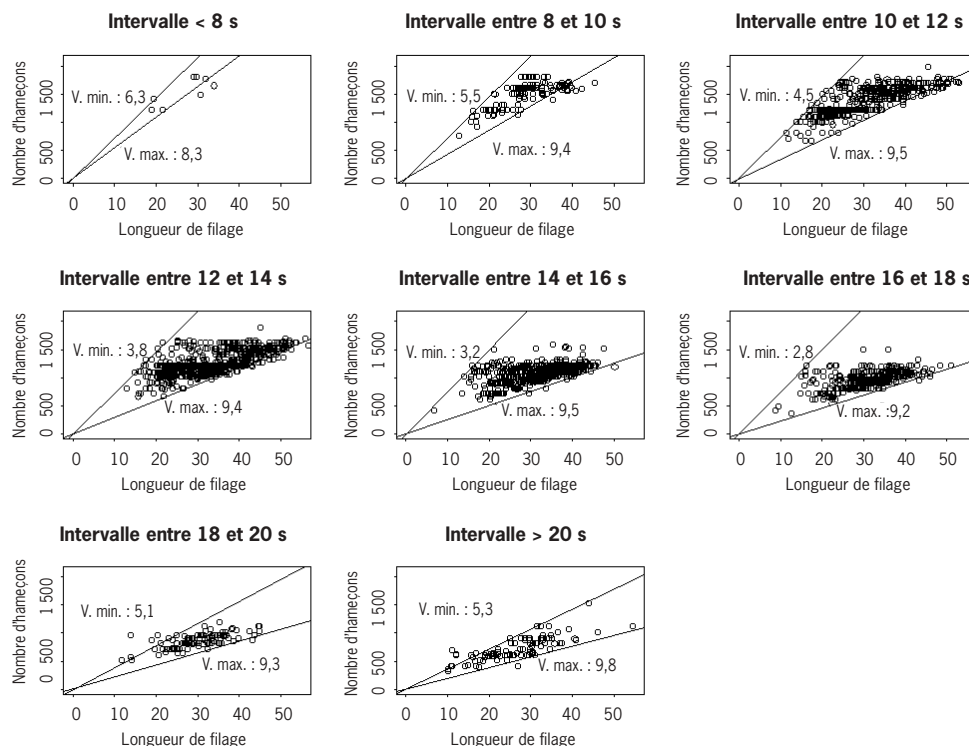 Intervalle < 8 s
Nombre d'hameçons
0 500 1 500
V. min. : 6,3
V. max. : 8,3
0 10 20 30 40 50
Longueur de filage
Intervalle entre 8 et 10 s
Nombre d'hameçons
0 500 1 500
V. min. : 5,5
V. max. : 9,4
0 10 20 30 40 50
Longueur de filage
Intervalle entre 10 et 12 s
Nombre d'hameçons
0 500 1 500
V. min. : 4,5
V. max. : 9,5
0 10 20 30 40 50
Longueur de filage
Intervalle entre 12 et 14 s
Nombre d'hameçons
0 500 1 500
V. min. : 3,8
V. max. : 9,4
0 10 20 30 40 50
Longueur de filage
Intervalle entre 14 et 16 s
Nombre d'hameçons
0 500 1 500
V. min. : 3,2
V. max. : 9,5
0 10 20 30 40 50
Longueur de filage
Intervalle entre 16 et 18 s
Nombre d'hameçons
0 500 1 500
V. min. : 2,8
V. max. :9,2
0 10 20 30 40 50
Longueur de filage
Intervalle entre 18 et 20 s
Nombre d'hameçons
0 500 1 500
V. min. : 5,1
V. max. : 9,3
0 10 20 30 40 50
Longueur de filage
Intervalle > 20 s
Nombre d'hameçons
0 500 1 500
V. min. : 5,3
V. max. : 9,8
0 10 20 30 40 50
Longueur de filage